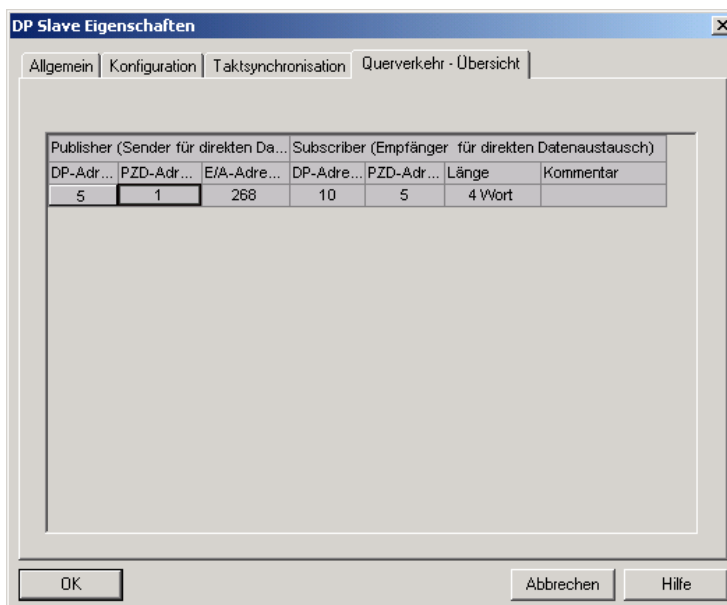 DP Slave Eigenschaften
Allgemein Konfiguration Taktsynchronisation Querverkehr - Übersicht
Publisher (Sender für direkten Da... Subscriber (Empfänger für direkten Datenaustausch)
DP-Adr... PZD-Adr... E/A-Adre... DP-Adre... PZD-Adr... Länge Kommentar
5 1 268 10 5 4 Wort
OK Abbrechen Hilfe